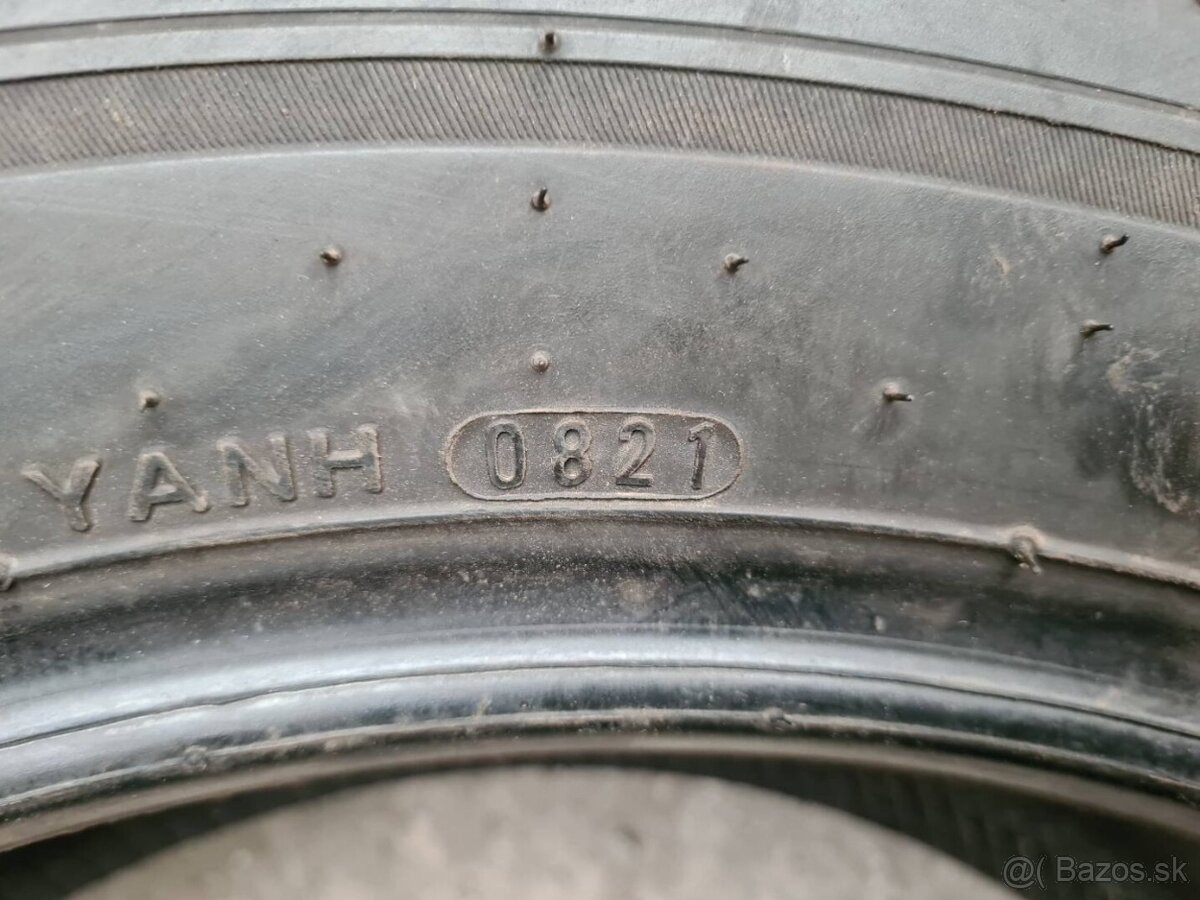 YANH 0821
@( Bazos.sk